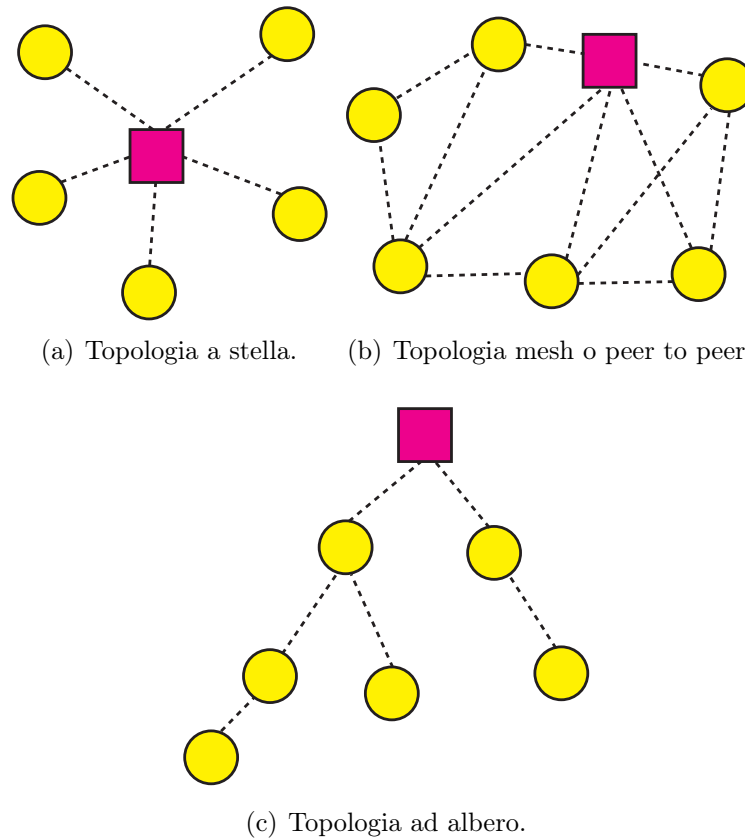 (a) Topologia a stella.
(b) Topologia mesh o peer to peer
(c) Topologia ad albero.